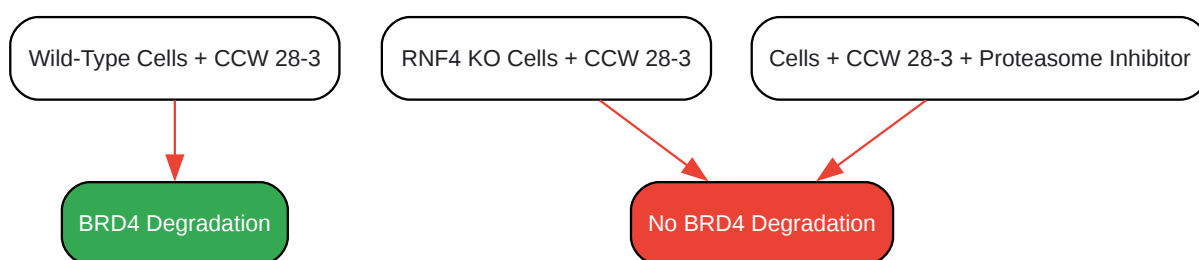 Wild-Type Cells + CCW 28-3
RNF4 KO Cells + CCW 28-3
Cells + CCW 28-3 + Proteasome Inhibitor
BRD4 Degradation
No BRD4 Degradation